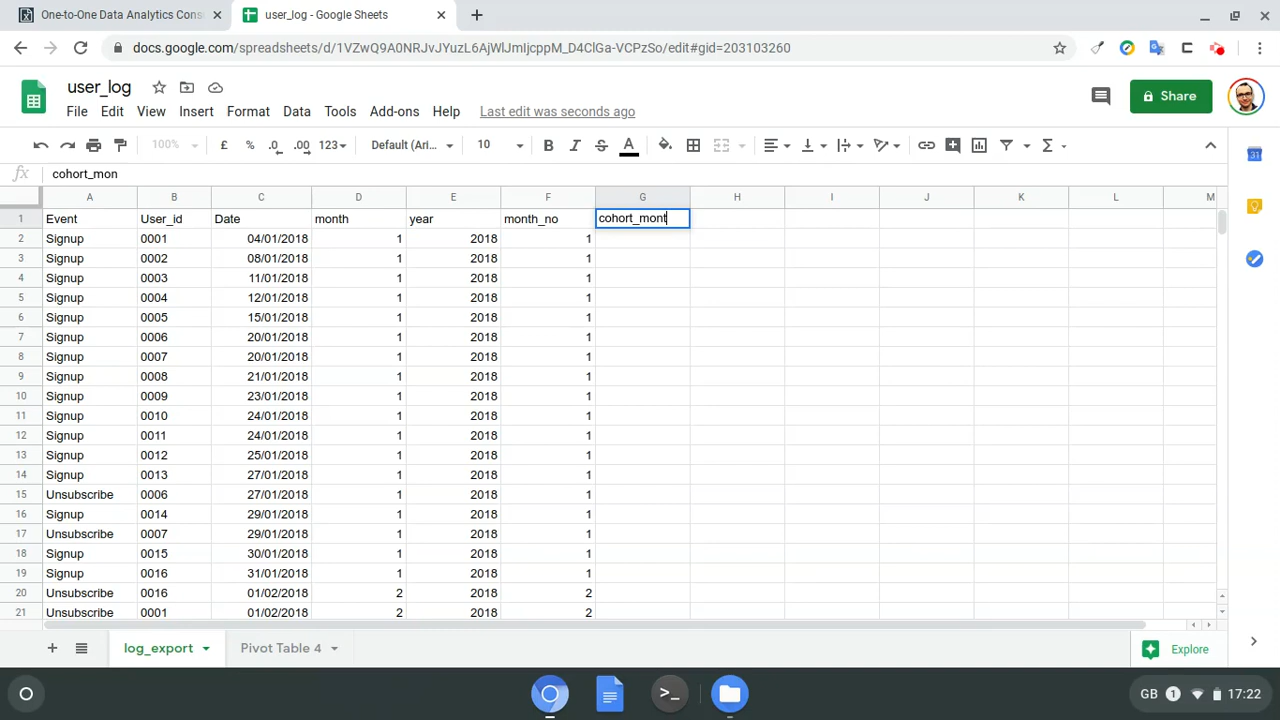 One-to-One Data Analytics Cons
user_log - Google Sheets
docs.google.com/spreadsheets/d/1VZwQ9A0NRJvJYuzL6AjWlJmIjcppM_D4ClGa-VCPzSo/edit#gid=203103260
user_log
File Edit View Insert Format Data Tools Add-ons Help Last edit was seconds ago
Share
100% £ % .0 .00 123 Default (Ari... 10 B I S A Σ
31
fx cohort_mon
A B C D E F G H I J K L M
1 Event User_id Date month year month_no cohort_mont
2 Signup 0001 04/01/2018 1 2018 1
3 Signup 0002 08/01/2018 1 2018 1
4 Signup 0003 11/01/2018 1 2018 1
5 Signup 0004 12/01/2018 1 2018 1
6 Signup 0005 15/01/2018 1 2018 1
7 Signup 0006 20/01/2018 1 2018 1
8 Signup 0007 20/01/2018 1 2018 1
9 Signup 0008 21/01/2018 1 2018 1
10 Signup 0009 23/01/2018 1 2018 1
11 Signup 0010 24/01/2018 1 2018 1
12 Signup 0011 24/01/2018 1 2018 1
13 Signup 0012 25/01/2018 1 2018 1
14 Signup 0013 27/01/2018 1 2018 1
15 Unsubscribe 0006 27/01/2018 1 2018 1
16 Signup 0014 29/01/2018 1 2018 1
17 Unsubscribe 0007 29/01/2018 1 2018 1
18 Signup 0015 30/01/2018 1 2018 1
19 Signup 0016 31/01/2018 1 2018 1
20 Unsubscribe 0016 01/02/2018 2 2018 2
21 Unsubscribe 0001 01/02/2018 2 2018 2
log_export Pivot Table 4 Explore
GB 1 17:22